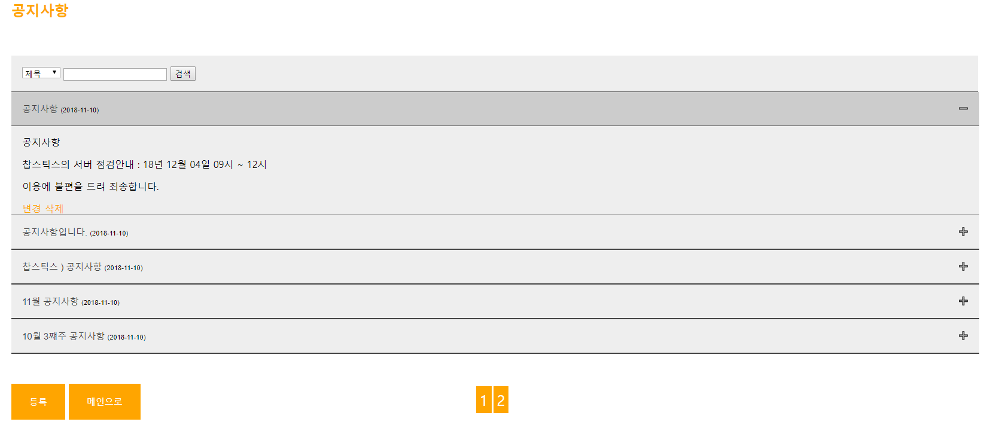 공지사항
제목 검색
공지사항 (2018-11-10)
공지사항
찹스틱스의 서버 점검안내 : 18년 12월 04일 09시 ~ 12시
이용에 불편을 드려 죄송합니다.
변경 삭제
공지사항입니다. (2018-11-10)
찹스틱스 ) 공지사항 (2018-11-10)
11월 공지사항 (2018-11-10)
10월 3쨰주 공지사항 (2018-11-10)
등록 메인으로 1 2